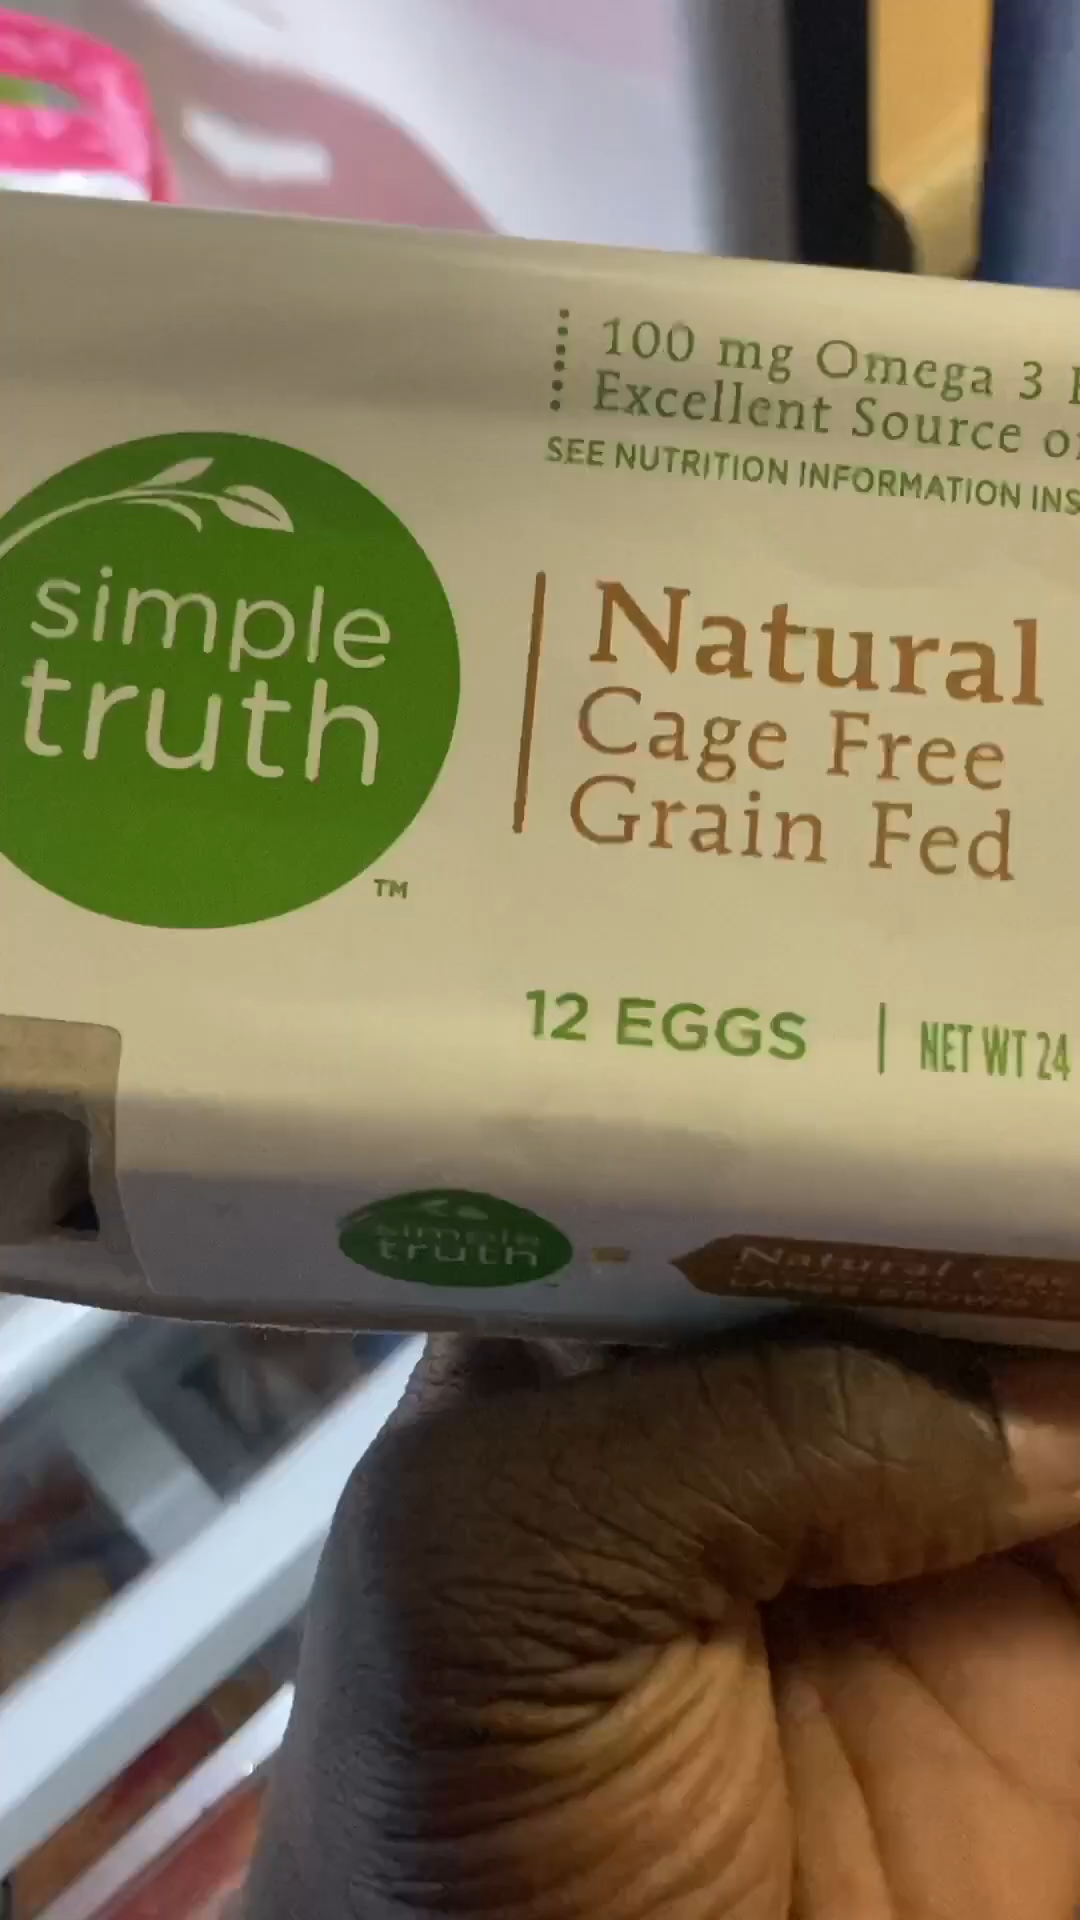 100 mg Omega 3
Excellent Source
SEE NUTRITION INFORMATION INS
simple
truth
TM
Natural
Cage Free
Grain Fed
12 EGGS | NET WT 24
simple
truth
Natural